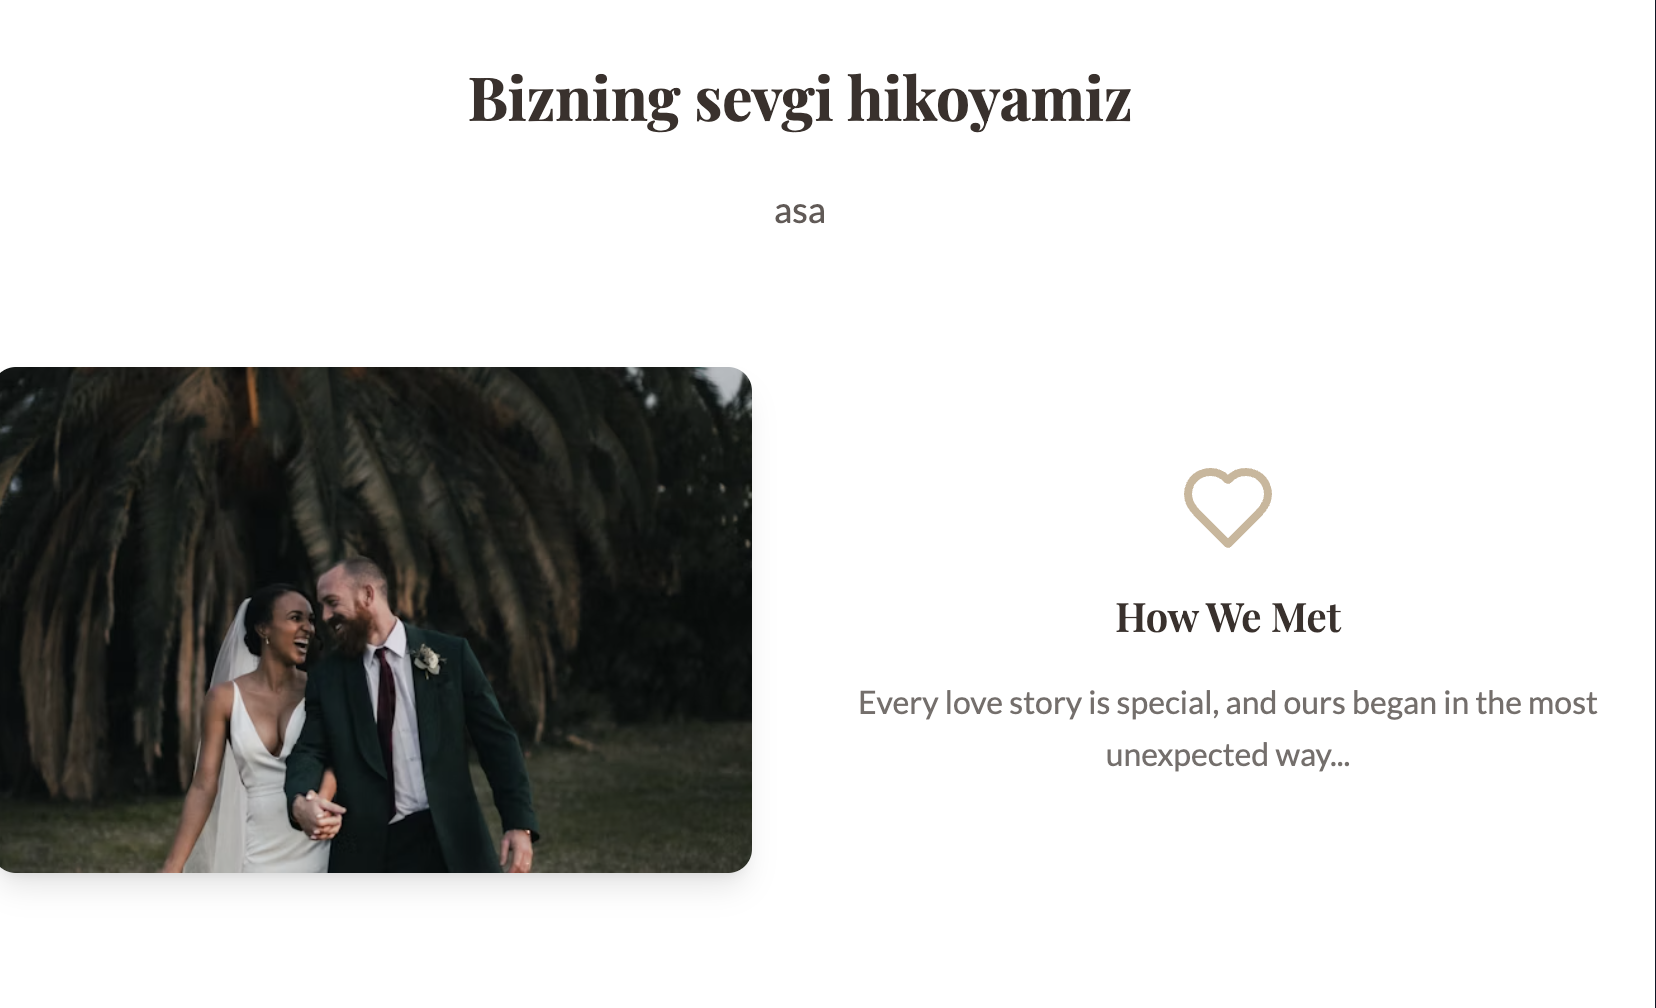 Bizning sevgi hikoyamiz
asa
How We Met
Every love story is special, and ours began in the most
unexpected way...